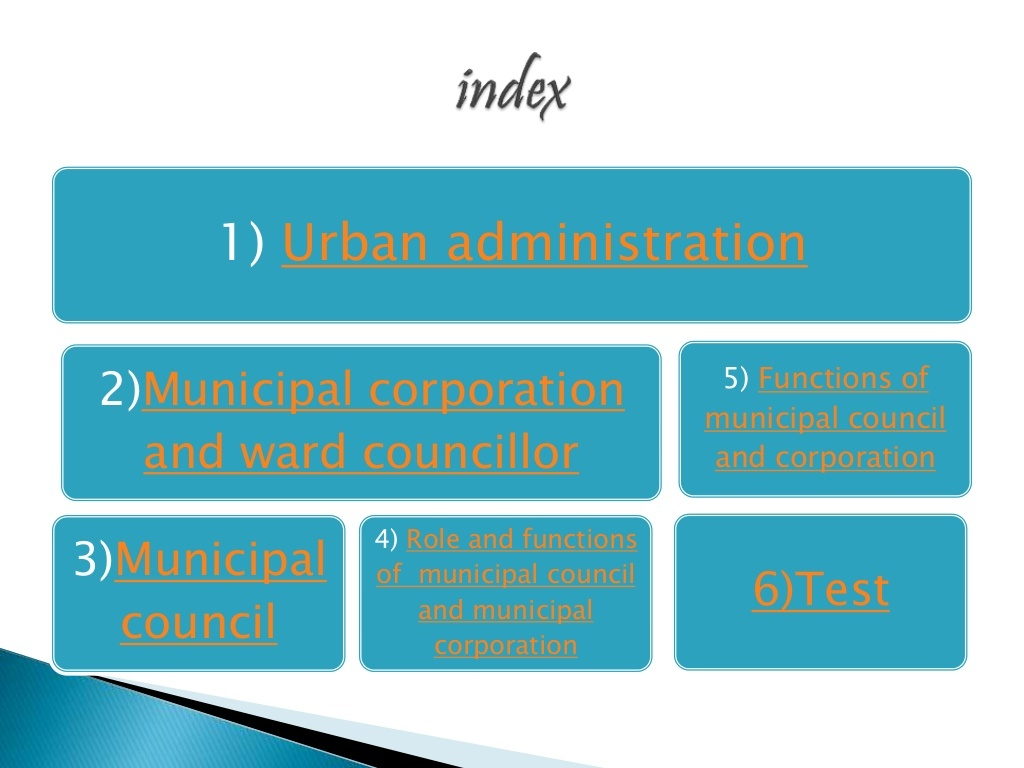 index
1) Urban administration
2)Municipal corporation
and ward councillor
3)Municipal
council
4) Role and functions
of  municipal council
and municipal
corporation
5) Functions of
municipal council
and corporation
6)Test